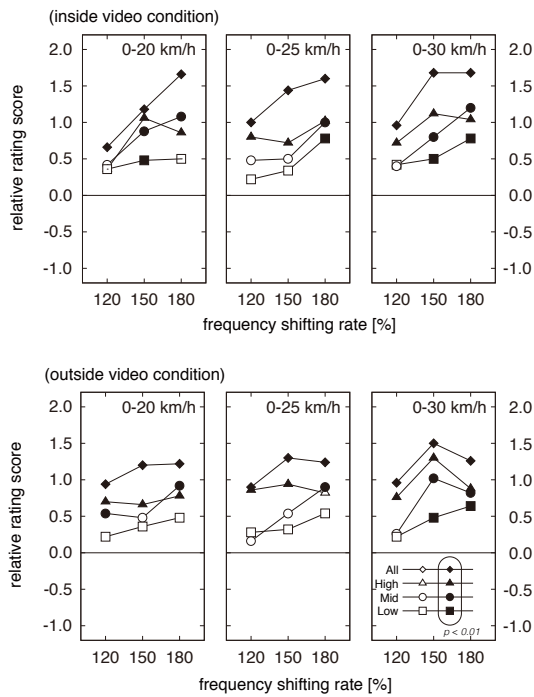 (inside video condition)
0-20 km/h 0-25 km/h 0-30 km/h
2.0 2.0
1.5 1.5
1.0 1.0
0.5 0.5
0.0 0.0
-0.5 -0.5
-1.0 -1.0
relative rating score
120 150 180 120 150 180 120 150 180
frequency shifting rate [%]
(outside video condition)
0-20 km/h 0-25 km/h 0-30 km/h
2.0 2.0
1.5 1.5
1.0 1.0
0.5 0.5
0.0 0.0
-0.5 -0.5
-1.0 -1.0
relative rating score
All
High
Mid
Low
p < 0.01
120 150 180 120 150 180 120 150 180
frequency shifting rate [%]